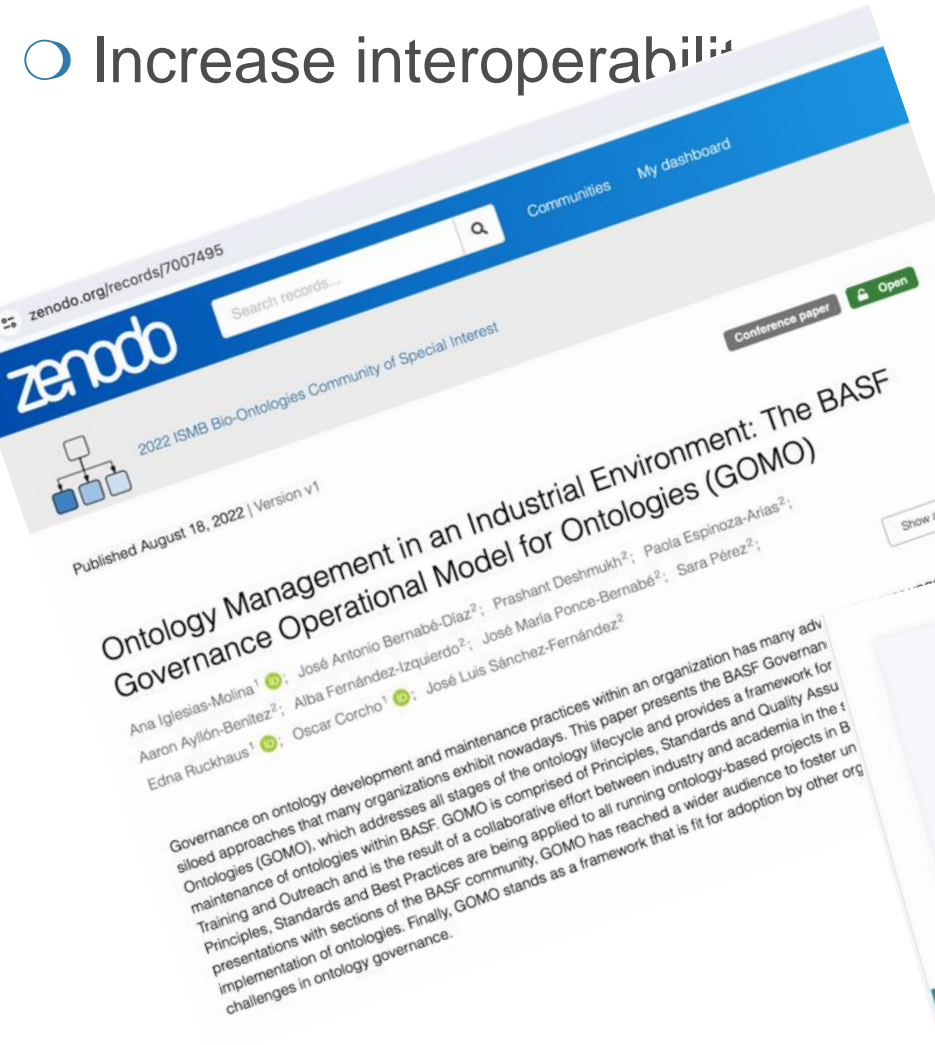 Increase interoperabilit
zenodo.org/records/7007495
zenodo
Search records...
Communities
My dashboard
2022 ISMB Bio-Ontologies Community of Special Interest
Conference paper
Open
Published August 18, 2022 | Version v1
Ontology Management in an Industrial Environment: The BASF
Governance Operational Model for Ontologies (GOMO)
Show
Ana Iglesias-Molina1; José Antonio Bernabé-Díaz2; Prashant Deshmukh2; Paola Espinoza-Arias2;
Aaron Ayllón-Benítez2; Alba Fernández-Izquierdo2; José María Ponce-Bernabé2; Sara Pérez2;
Edna Ruckhaus1; Oscar Corcho1; José Luis Sánchez-Fernández2
Governance on ontology development and maintenance practices within an organization has many adv
siloed approaches that many organizations exhibit nowadays. This paper presents the BASF Governan
Ontologies (GOMO), which addresses all stages of the ontology lifecycle and provides a framework for
maintenance of ontologies within BASF. GOMO is comprised of Principles, Standards and Quality Assu
Training and Outreach and is the result of a collaborative effort between industry and academia in the
Principles, Standards and Best Practices are being applied to all running ontology-based projects in B
presentations with sections of the BASF community, GOMO has reached a wider audience to foster un
implementation of ontologies. Finally, GOMO stands as a framework that is fit for adoption by other org
challenges in ontology governance.